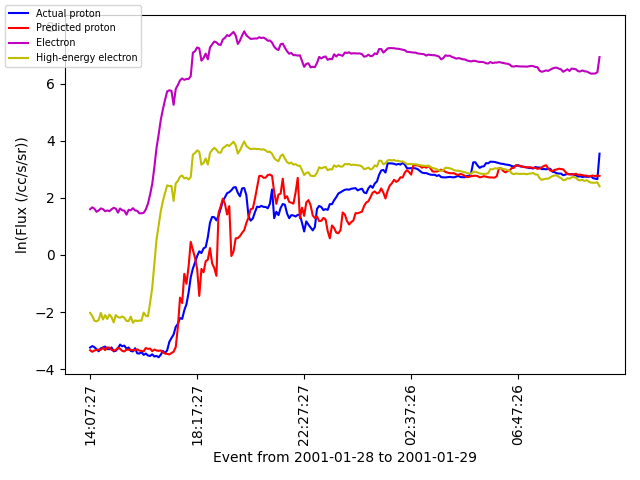 Actual proton
Predicted proton
Electron
High-energy electron
ln(Flux (/cc/s/sr))
6
4
2
0
−2
−4
14:07:27
18:17:27
22:27:27
02:37:26
06:47:26
Event from 2001-01-28 to 2001-01-29